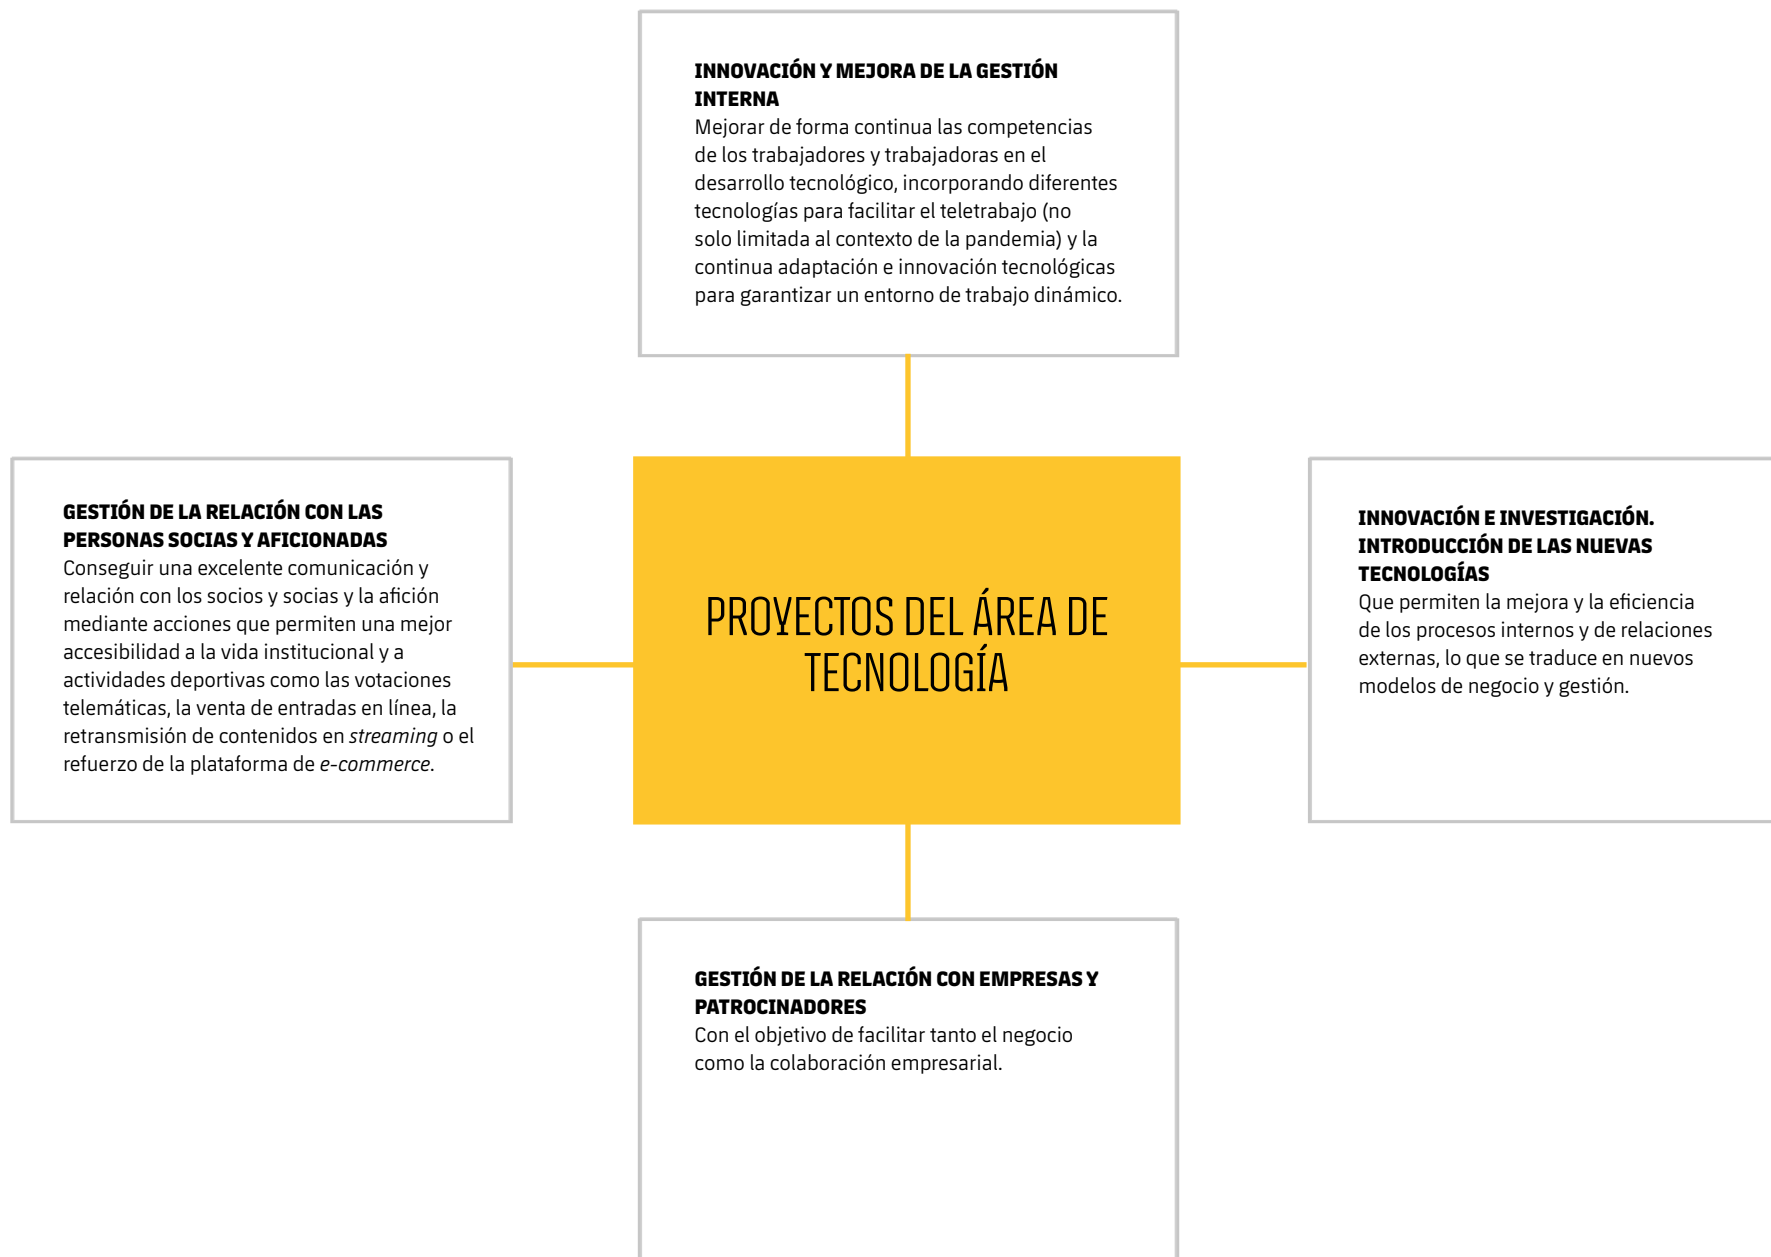 INNOVACIÓN Y MEJORA DE LA GESTIÓN
INTERNA
Mejorar de forma continua las competencias
de los trabajadores y trabajadoras en el
desarrollo tecnológico, incorporando diferentes
tecnologías para facilitar el teletrabajo (no
solo limitada al contexto de la pandemia) y la
continua adaptación e innovación tecnológicas
para garantizar un entorno de trabajo dinámico.
GESTIÓN DE LA RELACIÓN CON LAS
PERSONAS SOCIAS Y AFICIONADAS
Conseguir una excelente comunicación y
relación con los socios y socias y la afición
mediante acciones que permiten una mejor
accesibilidad a la vida institucional y a
actividades deportivas como las votaciones
telemáticas, la venta de entradas en línea, la
retransmisión de contenidos en streaming o el
refuerzo de la plataforma de e-commerce.
PROYECTOS DEL ÁREA DE
TECNOLOGÍA
INNOVACIÓN E INVESTIGACIÓN.
INTRODUCCIÓN DE LAS NUEVAS
TECNOLOGÍAS
Que permiten la mejora y la eficiencia
de los procesos internos y de relaciones
externas, lo que se traduce en nuevos
modelos de negocio y gestión.
GESTIÓN DE LA RELACIÓN CON EMPRESAS Y
PATROCINADORES
Con el objetivo de facilitar tanto el negocio
como la colaboración empresarial.